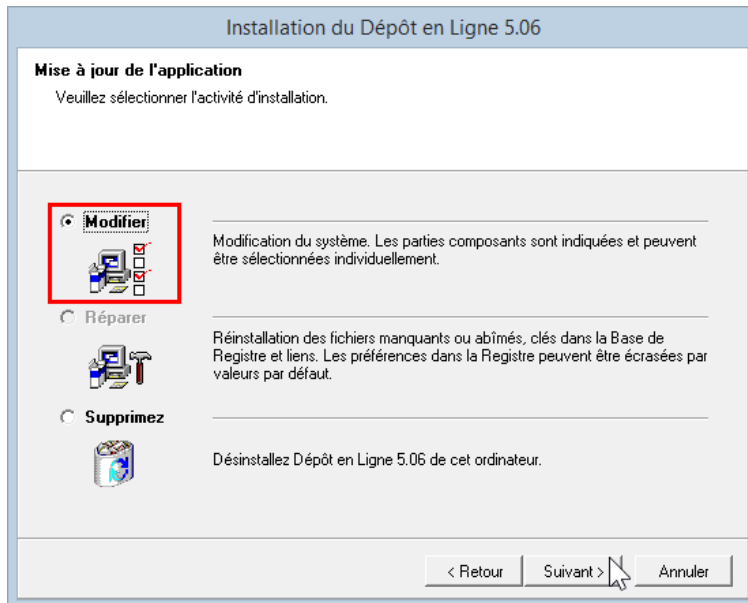 Installation du Dépôt en Ligne 5.06
Mise à jour de l'application
Veuillez sélectionner l'activité d'installation.
Modifier
Modification du système. Les parties composants sont indiquées et peuvent
être sélectionnées individuellement.
Réparer
Réinstallation des fichiers manquants ou abîmés, clés dans la Base de
Registre et liens. Les préférences dans la Registre peuvent être écrasées par
valeurs par défaut.
Supprimez
Désinstallez Dépôt en Ligne 5.06 de cet ordinateur.
< Retour Suivant > Annuler